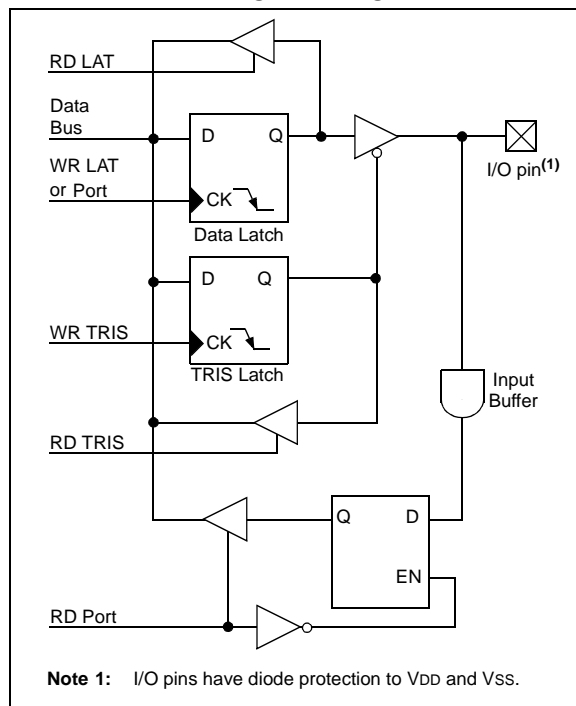 RD LAT
Data
Bus
D Q
WR LAT
or Port
CK
Data Latch
I/O pin(1)
D Q
WR TRIS
CK
TRIS Latch
Input
Buffer
RD TRIS
Q D
EN
RD Port
Note 1: I/O pins have diode protection to VDD and VSS.